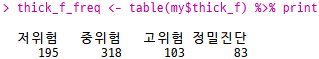 > thick_f_freq <- table(my$thick_f) %>% print
저위험 중위험 고위험 정밀진단
195 318 103 83